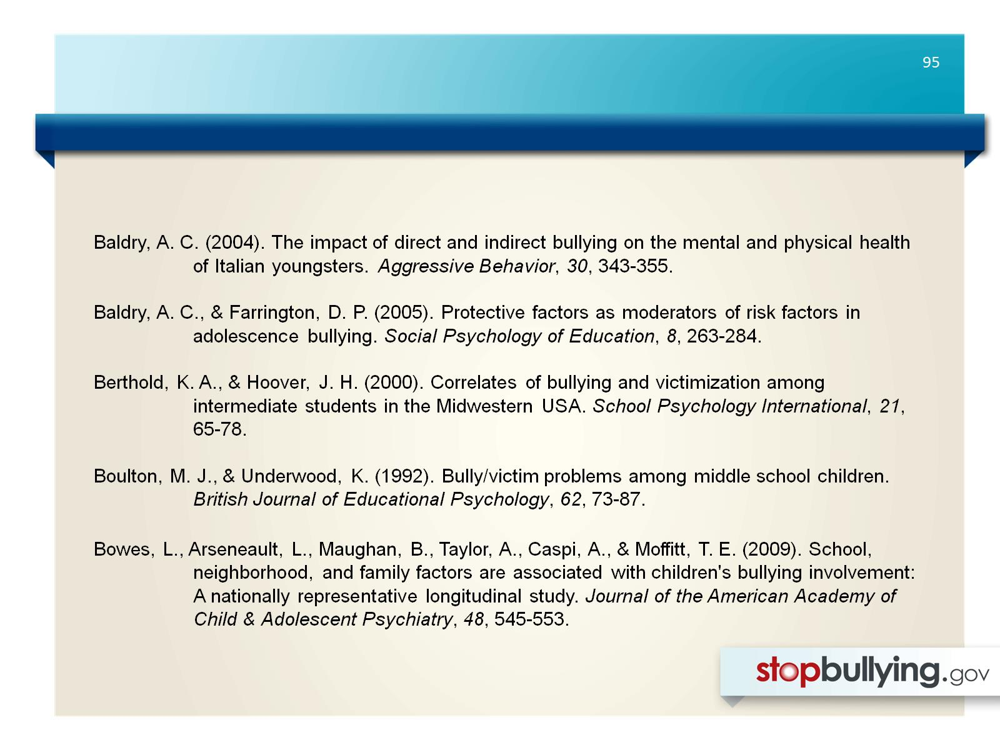 95
Baldry, A. C. (2004). The impact of direct and indirect bullying on the mental and physical health
of Italian youngsters. Aggressive Behavior, 30, 343-355.
Baldry, A. C., & Farrington, D. P. (2005). Protective factors as moderators of risk factors in
adolescence bullying. Social Psychology of Education, 8, 263-284.
Berthold, K. A., & Hoover, J. H. (2000). Correlates of bullying and victimization among
intermediate students in the Midwestern USA. School Psychology International, 21,
65-78.
Boulton, M. J., & Underwood, K. (1992). Bully/victim problems among middle school children.
British Journal of Educational Psychology, 62, 73-87.
Bowes, L., Arseneault, L., Maughan, B., Taylor, A., Caspi, A., & Moffitt, T. E. (2009). School,
neighborhood, and family factors are associated with children's bullying involvement:
A nationally representative longitudinal study. Journal of the American Academy of
Child & Adolescent Psychiatry, 48, 545-553.
stopbullying.gov